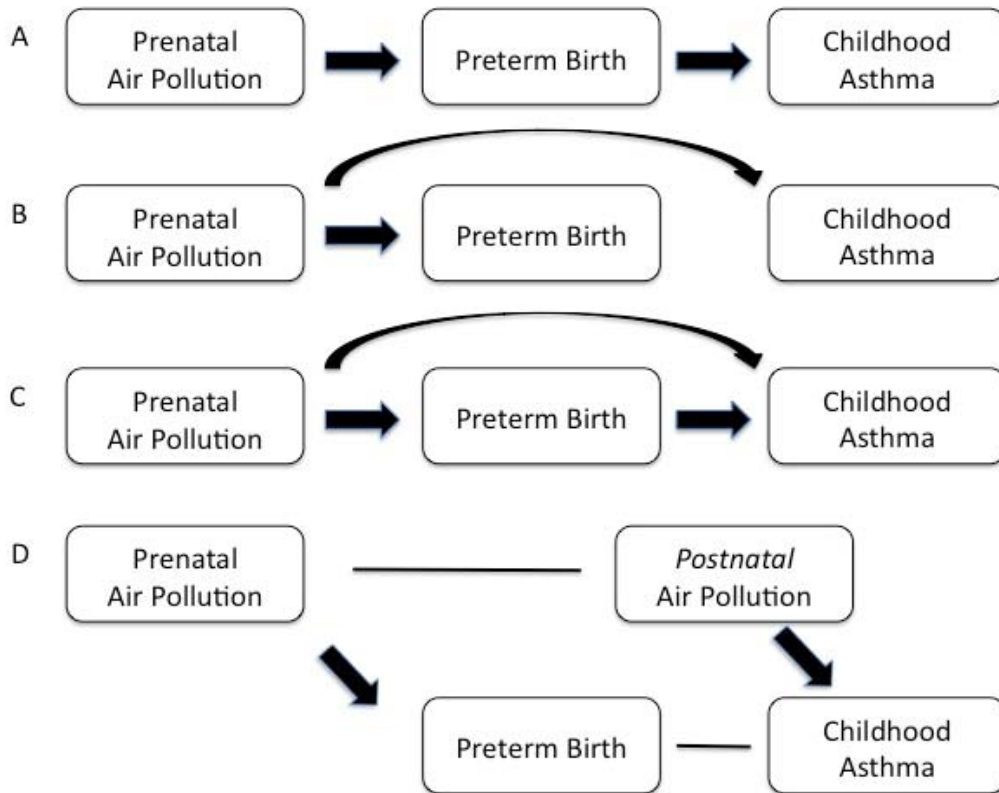 A
Prenatal
Air Pollution
Preterm Birth
Childhood
Asthma
B
Prenatal
Air Pollution
Preterm Birth
Childhood
Asthma
C
Prenatal
Air Pollution
Preterm Birth
Childhood
Asthma
D
Prenatal
Air Pollution
Postnatal
Air Pollution
Preterm Birth
Childhood
Asthma